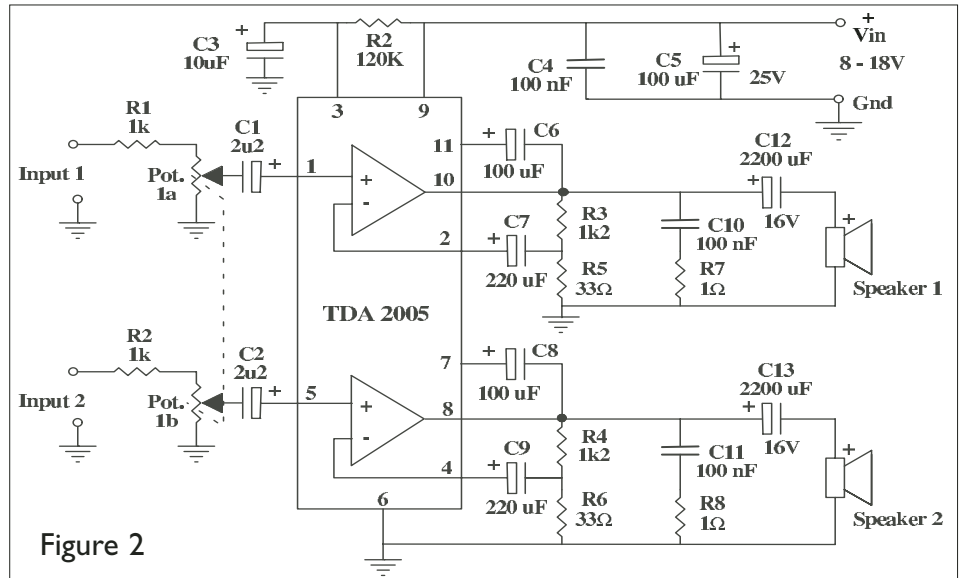 C3
10uF
+
R2
120K
C4
100 nF
C5
100 uF
+
25V
+
Vin
8 - 18V
Gnd
3
9
R1
1k
C1
2u2
+
Input 1
Pot.
1a
1
+
-
11
10
2
+
C6
100 uF
C7
+
220 uF
R3
1k2
R5
33Ω
C10
100 nF
R7
1Ω
C12
2200 uF
+
16V
+
Speaker 1
TDA 2005
R2
1k
C2
2u2
+
Input 2
Pot.
1b
5
+
-
7
8
4
6
+
C8
100 uF
C9
+
220 uF
R4
1k2
R6
33Ω
C11
100 nF
R8
1Ω
C13
2200 uF
+
16V
+
Speaker 2
Figure 2